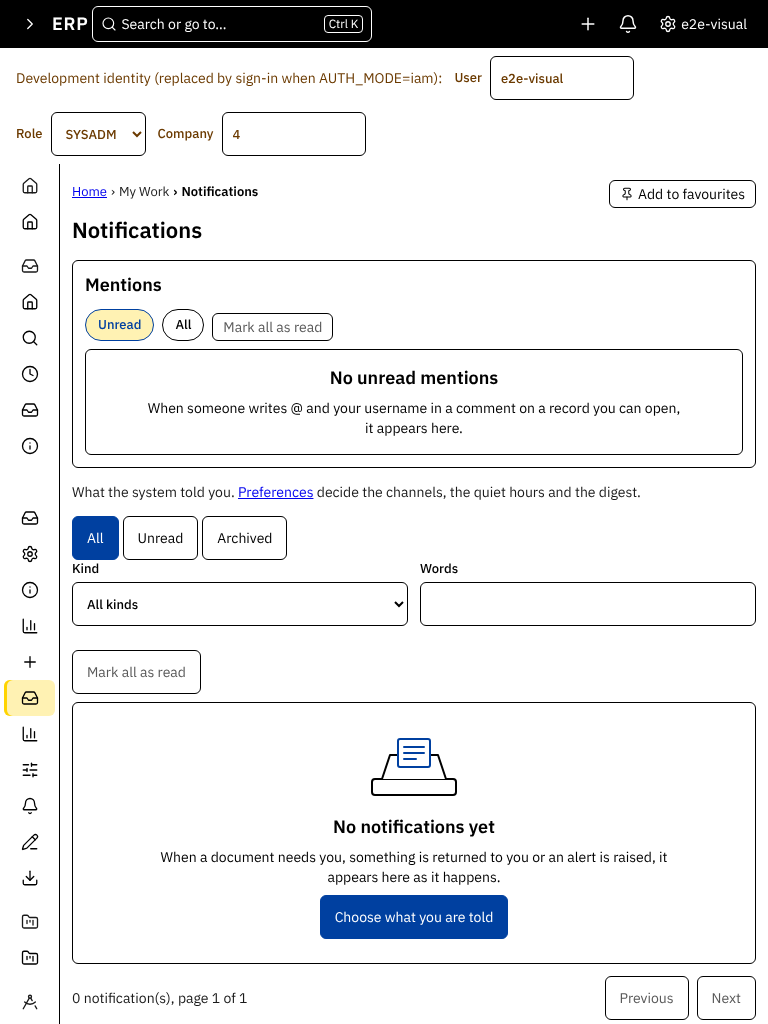 ERP Search or go to... Ctrl K e2e-visual
Development identity (replaced by sign-in when AUTH_MODE=iam): User e2e-visual
Role SYSADM Company 4
Home › My Work › Notifications Add to favourites
Notifications
Mentions
Unread All Mark all as read
No unread mentions
When someone writes @ and your username in a comment on a record you can open,
it appears here.
What the system told you. Preferences decide the channels, the quiet hours and the digest.
All Unread Archived
Kind Words
All kinds
Mark all as read
No notifications yet
When a document needs you, something is returned to you or an alert is raised, it
appears here as it happens.
Choose what you are told
0 notification(s), page 1 of 1 Previous Next